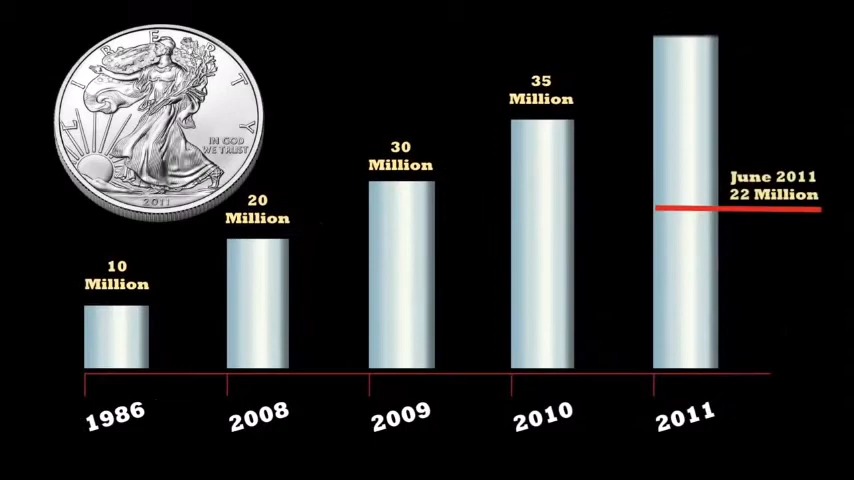 LIBERTY
IN GOD
WE TRUST
2011
10
Million
20
Million
30
Million
35
Million
June 2011
22 Million
1986
2008
2009
2010
2011